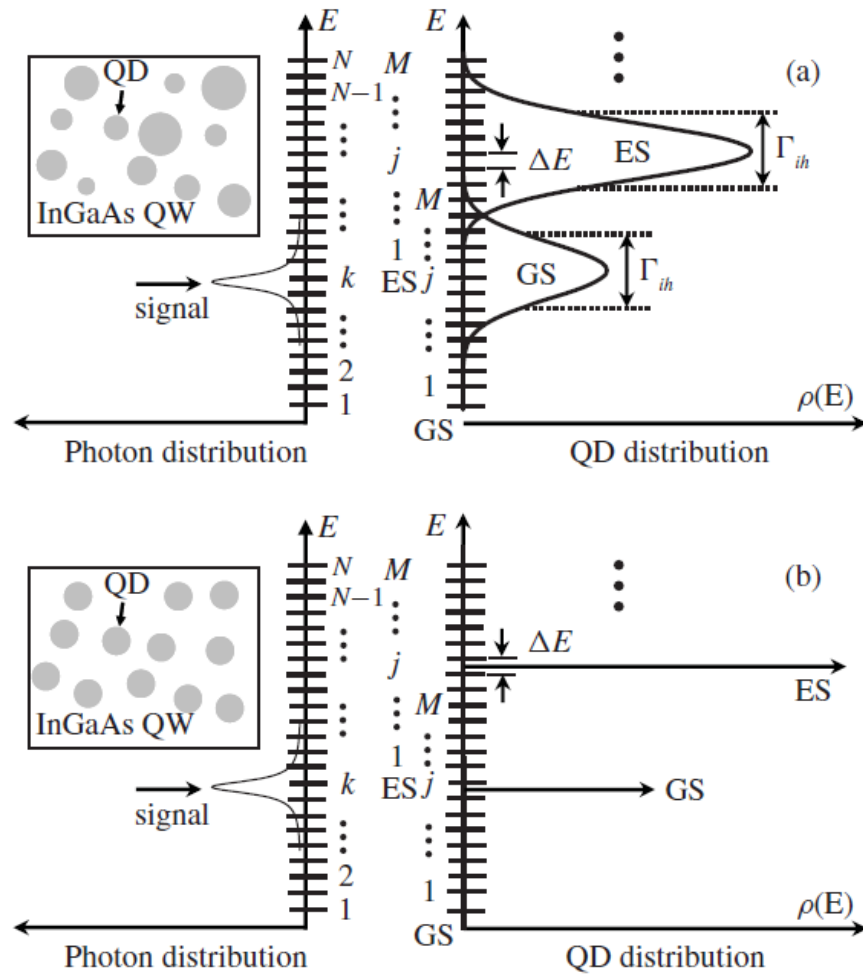 E
E
(a)
QD
InGaAs QW
signal
N
N−1
k
2
1
M
j
1
ES
M
j
1
GS
ΔE
ES
Γih
GS
Γih
ρ(E)
Photon distribution
QD distribution
E
E
(b)
QD
InGaAs QW
signal
N
N−1
k
2
1
M
j
1
ES
M
j
1
GS
ΔE
ES
GS
ρ(E)
Photon distribution
QD distribution